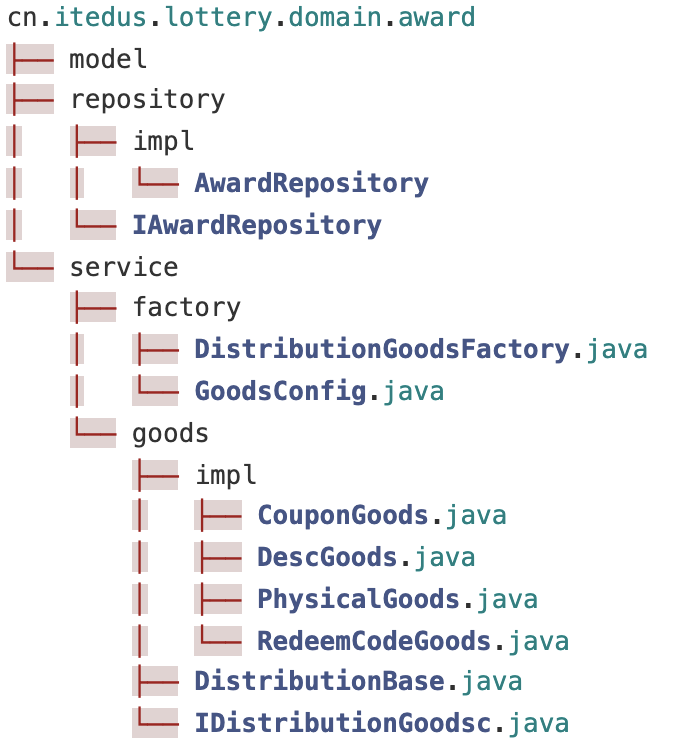 cn.itedus.lottery.domain.award
├── model
├── repository
│   ├── impl
│   │   └── AwardRepository
│   └── IAwardRepository
└── service
    ├── factory
    │   ├── DistributionGoodsFactory.java
    │   └── GoodsConfig.java
    └── goods
        ├── impl
        │   ├── CouponGoods.java
        │   ├── DescGoods.java
        │   ├── PhysicalGoods.java
        │   └── RedeemCodeGoods.java
        ├── DistributionBase.java
        └── IDistributionGoodsc.java